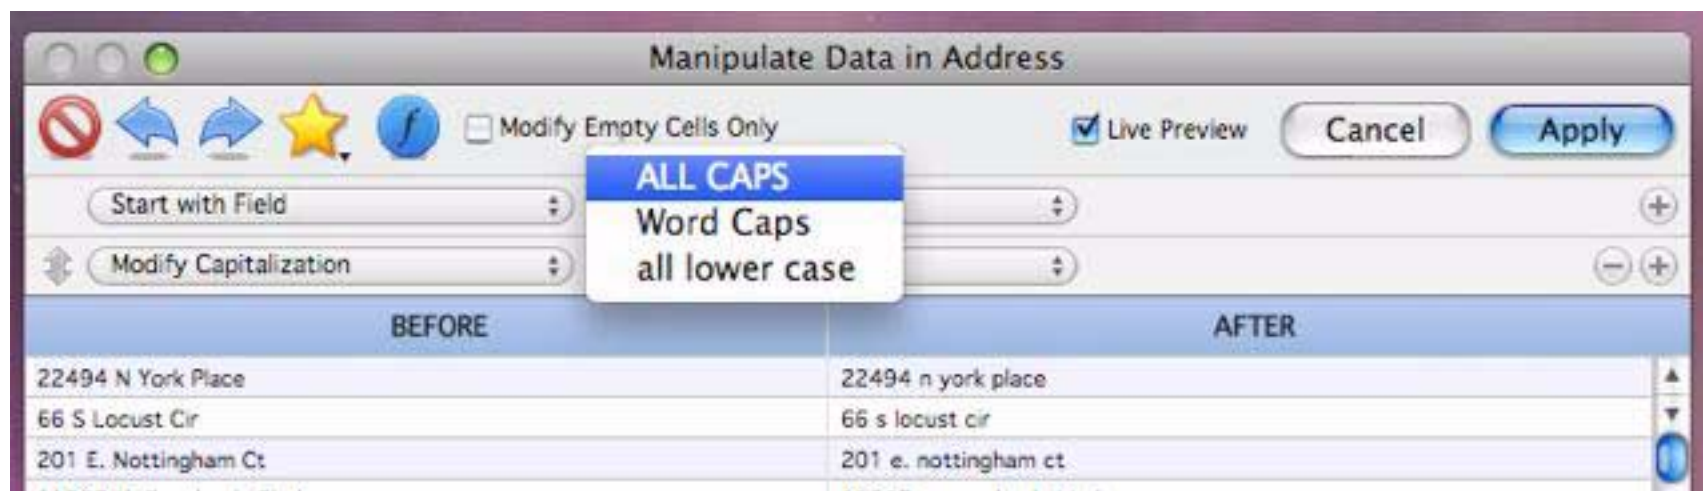 Manipulate Data in Address
Modify Empty Cells Only
Live Preview
Cancel
Apply
ALL CAPS
Start with Field
Word Caps
Modify Capitalization
all lower case
BEFORE
AFTER
22494 N York Place
22494 n york place
66 S Locust Cir
66 s locust cir
201 E. Nottingham Ct
201 e. nottingham ct